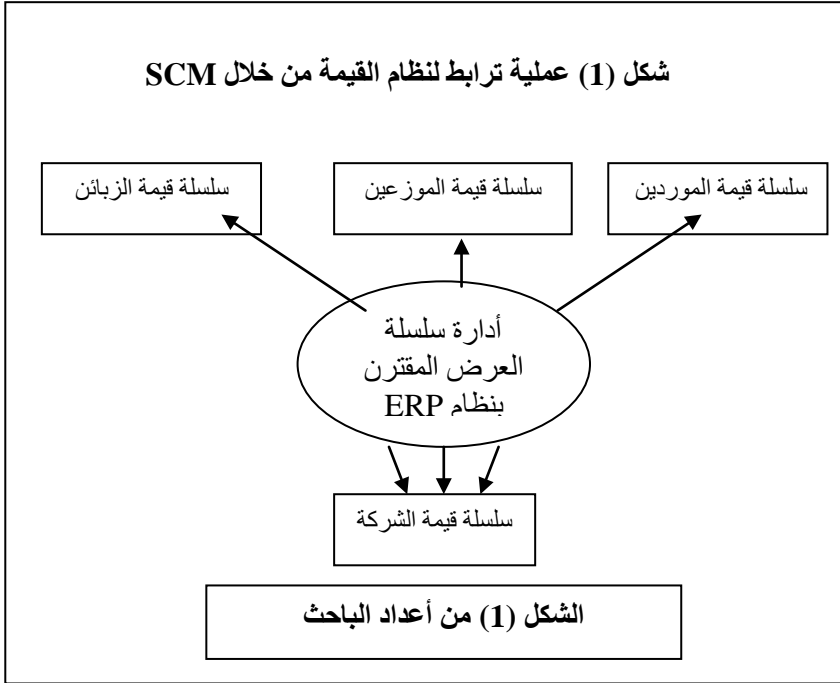 شكل (1) عملية ترابط لنظام القيمة من خلال SCM
سلسلة قيمة الموردين
سلسلة قيمة الموزعين
سلسلة قيمة الزبائن
أدارة سلسلة
العرض المقترن
بنظام ERP
سلسلة قيمة الشركة
الشكل (1) من أعداد الباحث